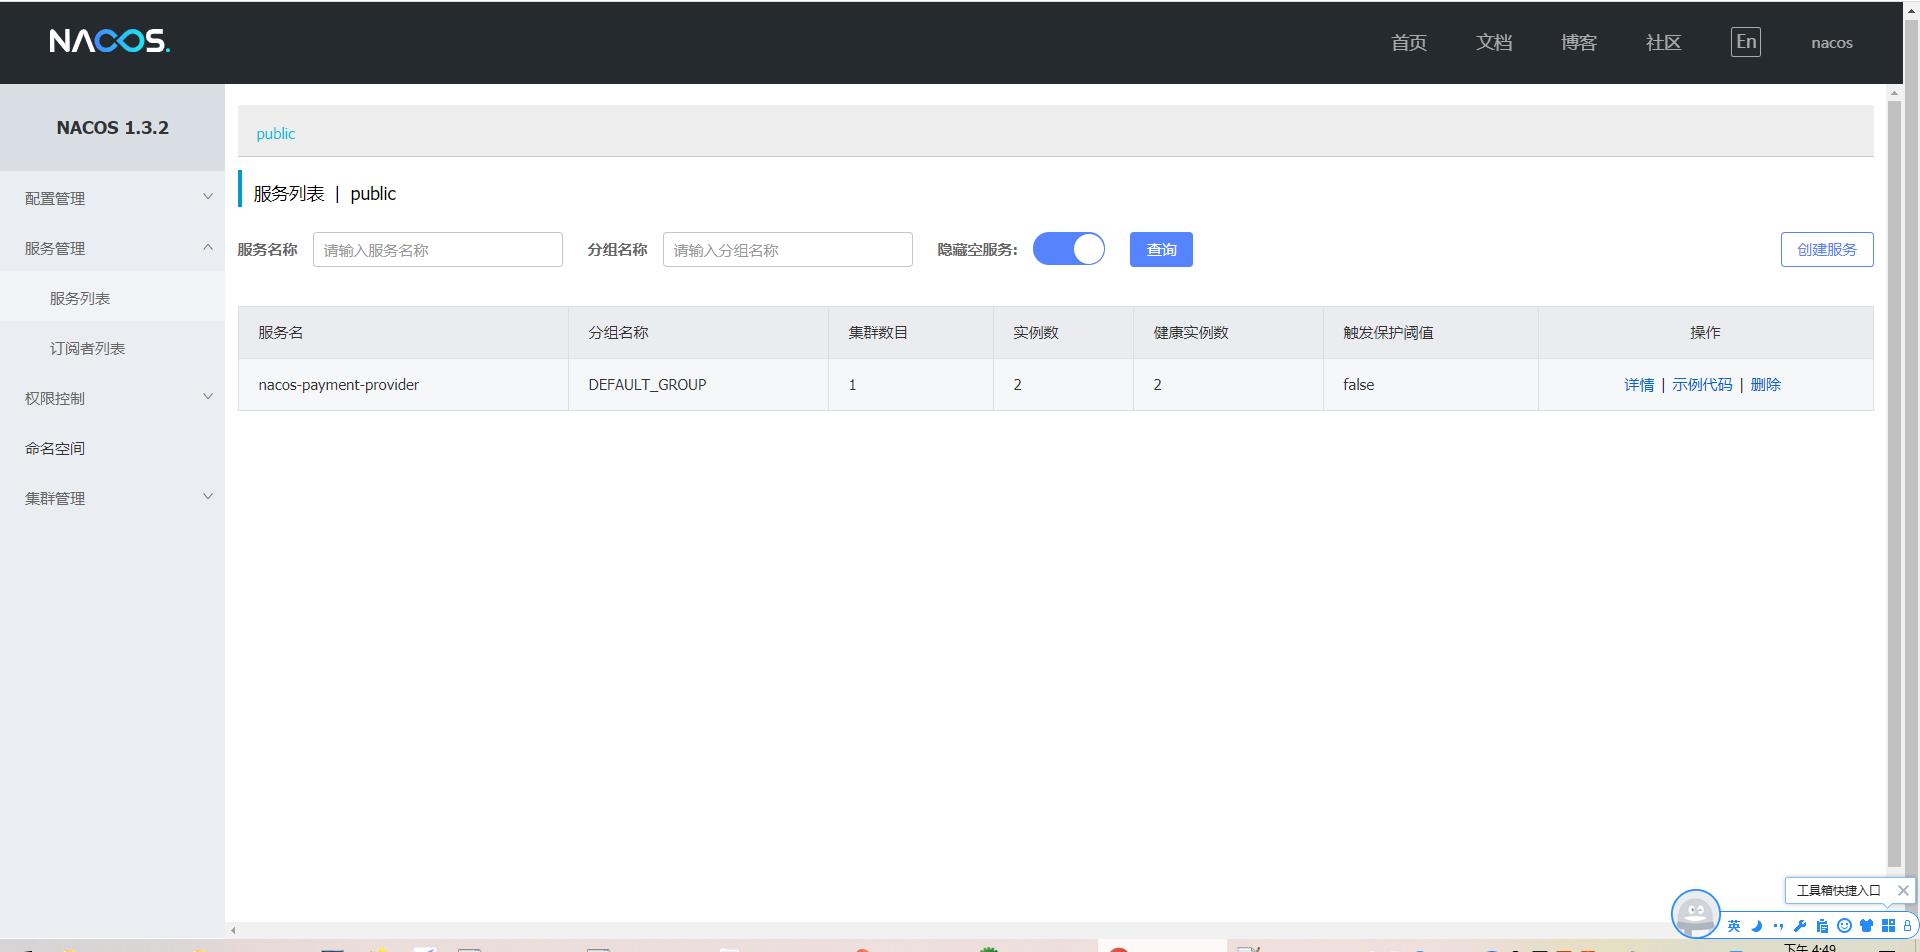 NACOS.
首页 文档 博客 社区 En nacos
NACOS 1.3.2
配置管理
服务管理
服务列表
订阅者列表
权限控制
命名空间
集群管理
public
服务列表 | public
服务名称 请输入服务名称 分组名称 请输入分组名称 隐藏空服务: 查询 创建服务
服务名 分组名称 集群数目 实例数 健康实例数 触发保护阈值 操作
nacos-payment-provider DEFAULT_GROUP 1 2 2 false 详情 | 示例代码 | 删除
工具箱快捷入口
英
下午 4:49